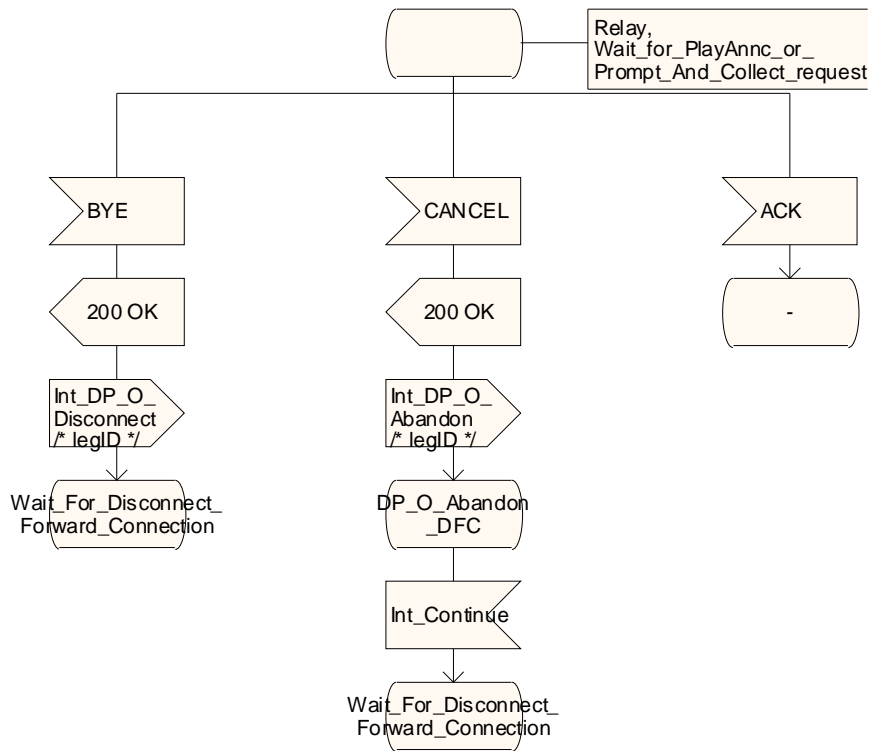 Relay,
Wait_for_PlayAnnc_or_
Prompt_And_Collect_request
BYE
CANCEL
ACK
200 OK
200 OK
-
Int_DP_O_
Disconnect
/* legID */
Int_DP_O_
Abandon
/* legID */
Wait_For_Disconnect_
Forward_Connection
DP_O_Abandon
_DFC
Int_Continue
Wait_For_Disconnect_
Forward_Connection